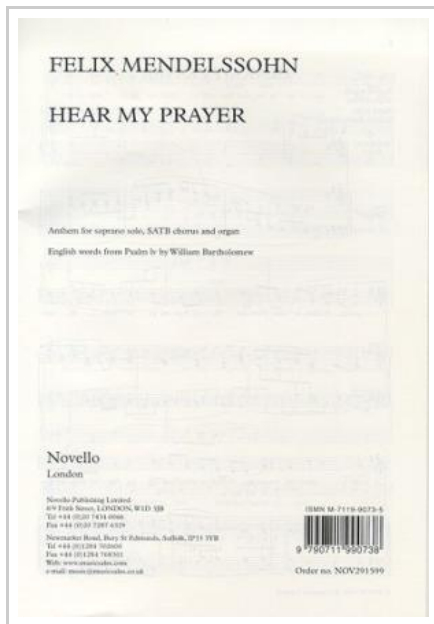 FELIX MENDELSSOHN
HEAR MY PRAYER
Anthem for soprano solo, SATB chorus and organ
English words from Psalm lv by William Bartholomew
Novello
London
Novello Publishing Limited
8/9 Frith Street, LONDON, W1D 3JB
Tel +44 (0)20 7434 0066
Fax +44 (0)20 7287 6329
Newmarket Road, Bury St Edmunds, Suffolk, IP33 3YB
Tel +44 (0)1284 702600
Fax +44 (0)1284 768301
Web: www.musicsales.com
e-mail: music@musicsales.co.uk
ISMN M-7119-9073-5
9 790711 990738
Order no. NOV291599